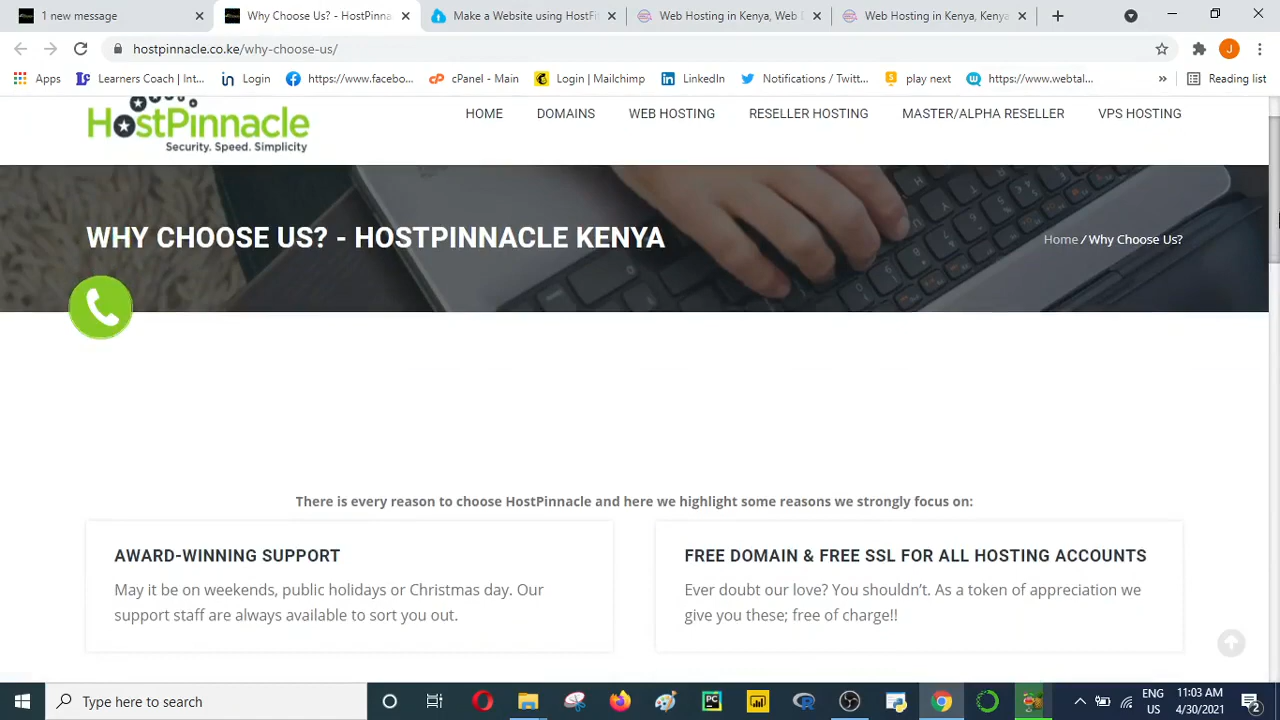 1 new message
Why Choose Us? - HostPinna
Make a Website using HostFi
Web Hosting in Kenya, Web D
Web Hosting in Kenya, Keny
hostpinnacle.co.ke/why-choose-us/
J
Apps
Learners Coach | Int...
Login
https://www.facebo...
cPanel - Main
Login | Mailchimp
LinkedIn
Notifications / Twitt...
play next
https://www.webtal...
»
Reading list
HostPinnacle
Security. Speed. Simplicity
HOME
DOMAINS
WEB HOSTING
RESELLER HOSTING
MASTER/ALPHA RESELLER
VPS HOSTING
WHY CHOOSE US? - HOSTPINNACLE KENYA
Home / Why Choose Us?
There is every reason to choose HostPinnacle and here we highlight some reasons we strongly focus on:
AWARD-WINNING SUPPORT
May it be on weekends, public holidays or Christmas day. Our
support staff are always available to sort you out.
FREE DOMAIN & FREE SSL FOR ALL HOSTING ACCOUNTS
Ever doubt our love? You shouldn't. As a token of appreciation we
give you these; free of charge!!
Type here to search
ENG
US
11:03 AM
4/30/2021
2